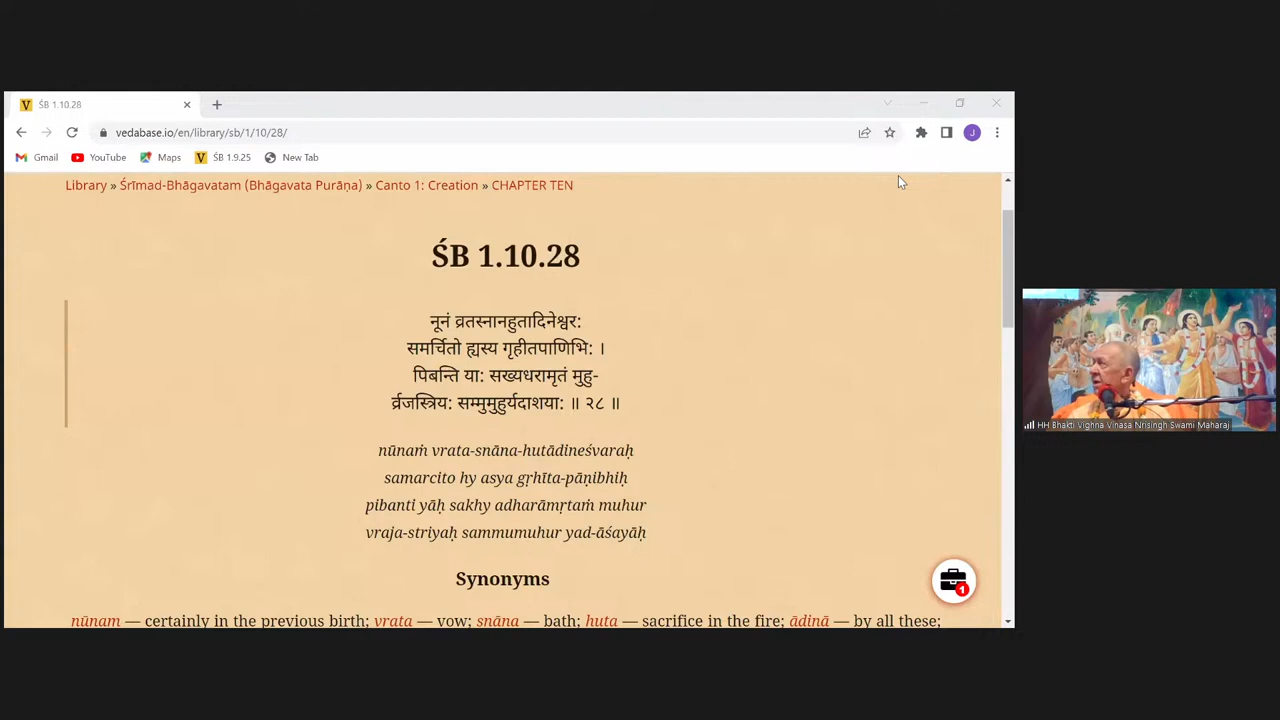 ŚB 1.10.28
vedabase.io/en/library/sb/1/10/28/
J
Gmail YouTube Maps ŚB 1.9.25 New Tab
Library » Śrīmad-Bhāgavatam (Bhāgavata Purāṇa) » Canto 1: Creation » CHAPTER TEN
ŚB 1.10.28
नूनं व्रतस्नानहुतादिनेश्वर:
समर्चितो ह्यस्य गृहीतपाणिभि: ।
पिबन्ति या: सख्यधरामृतं मुहु-
र्व्रजस्त्रिय: सम्मुमुहुर्यदाशया: ॥ २८ ॥
nūnaṁ vrata-snāna-hutādineśvaraḥ
samarcito hy asya gṛhīta-pāṇibhiḥ
pibanti yāḥ sakhy adharāmṛtaṁ muhur
vraja-striyaḥ sammumuhur yad-āśayāḥ
Synonyms
nūnam — certainly in the previous birth; vrata — vow; snāna — bath; huta — sacrifice in the fire; ādinā — by all these;
1
HH Bhakti Vighna Vinasa Nrisingh Swami Maharaj